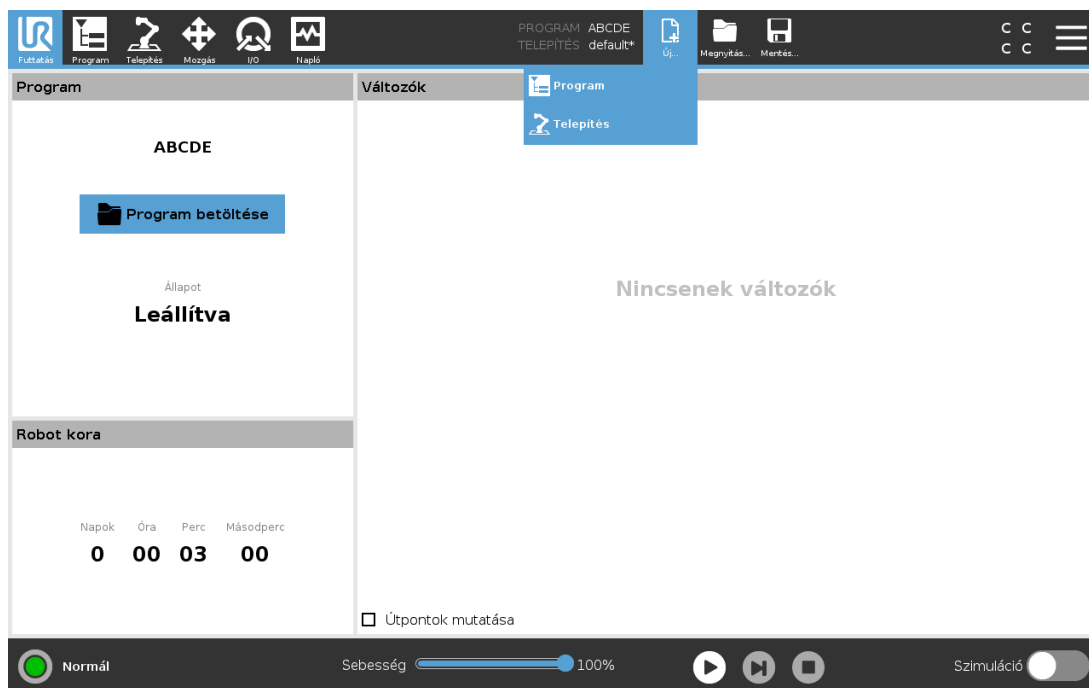 Futtatás Program Telepítés Mozgás I/O Napló
PROGRAM ABCDE
TELEPÍTÉS default*
Új... Megnyitás... Mentés...
C C
C C
Program
Változók
Program
Telepítés
ABCDE
Program betöltése
Állapot
Leállítva
Nincsenek változók
Robot kora
Napok Óra Perc Másodperc
0 00 03 00
Útpontok mutatása
Normál
Sebesség 100%
Szimuláció